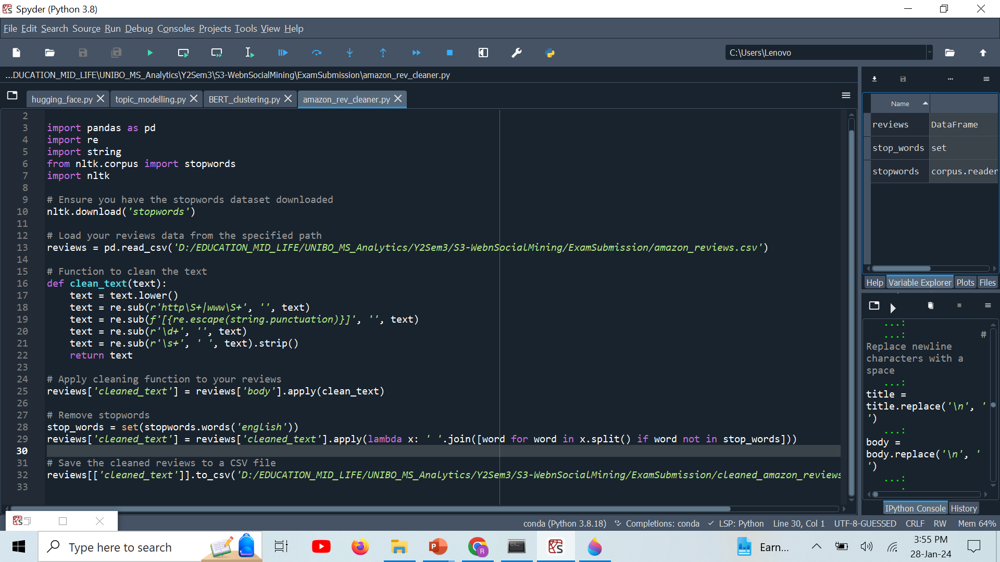 Spyder (Python 3.8)
File Edit Search Source Run Debug Consoles Projects Tools View Help
C:\Users\Lenovo
...DUCATION_MID_LIFE\UNIBO_MS_Analytics\Y2Sem3\S3-WebnSocialMining\ExamSubmission\amazon_rev_cleaner.py
hugging_face.py topic_modelling.py BERT_clustering.py amazon_rev_cleaner.py
2
3 import pandas as pd
4 import re
5 import string
6 from nltk.corpus import stopwords
7 import nltk
8
9 # Ensure you have the stopwords dataset downloaded
10 nltk.download('stopwords')
11
12 # Load your reviews data from the specified path
13 reviews = pd.read_csv('D:/EDUCATION_MID_LIFE/UNIBO_MS_Analytics/Y2Sem3/S3-WebnSocialMining/ExamSubmission/amazon_reviews.csv')
14
15 # Function to clean the text
16 def clean_text(text):
17     text = text.lower()
18     text = re.sub(r'http\S+|www\S+', '', text)
19     text = re.sub(f'[{re.escape(string.punctuation)}]', '', text)
20     text = re.sub(r'\d+', '', text)
21     text = re.sub(r'\s+', ' ', text).strip()
22     return text
23
24 # Apply cleaning function to your reviews
25 reviews['cleaned_text'] = reviews['body'].apply(clean_text)
26
27 # Remove stopwords
28 stop_words = set(stopwords.words('english'))
29 reviews['cleaned_text'] = reviews['cleaned_text'].apply(lambda x: ' '.join([word for word in x.split() if word not in stop_words]))
30
31 # Save the cleaned reviews to a CSV file
32 reviews[['cleaned_text']].to_csv('D:/EDUCATION_MID_LIFE/UNIBO_MS_Analytics/Y2Sem3/S3-WebnSocialMining/ExamSubmission/cleaned_amazon_reviews
33
Name
reviews DataFrame
stop_words set
stopwords corpus.reader
Help Variable Explorer Plots Files
...:
...: #
Replace newline
characters with a
space
...:
title =
title.replace('\n', '
')
...:
body =
body.replace('\n', '
')
...:
IPython Console History
conda (Python 3.8.18) Completions: conda LSP: Python Line 30, Col 1 UTF-8-GUESSED CRLF RW Mem 64%
Type here to search
Earn...
3:55 PM
28-Jan-24